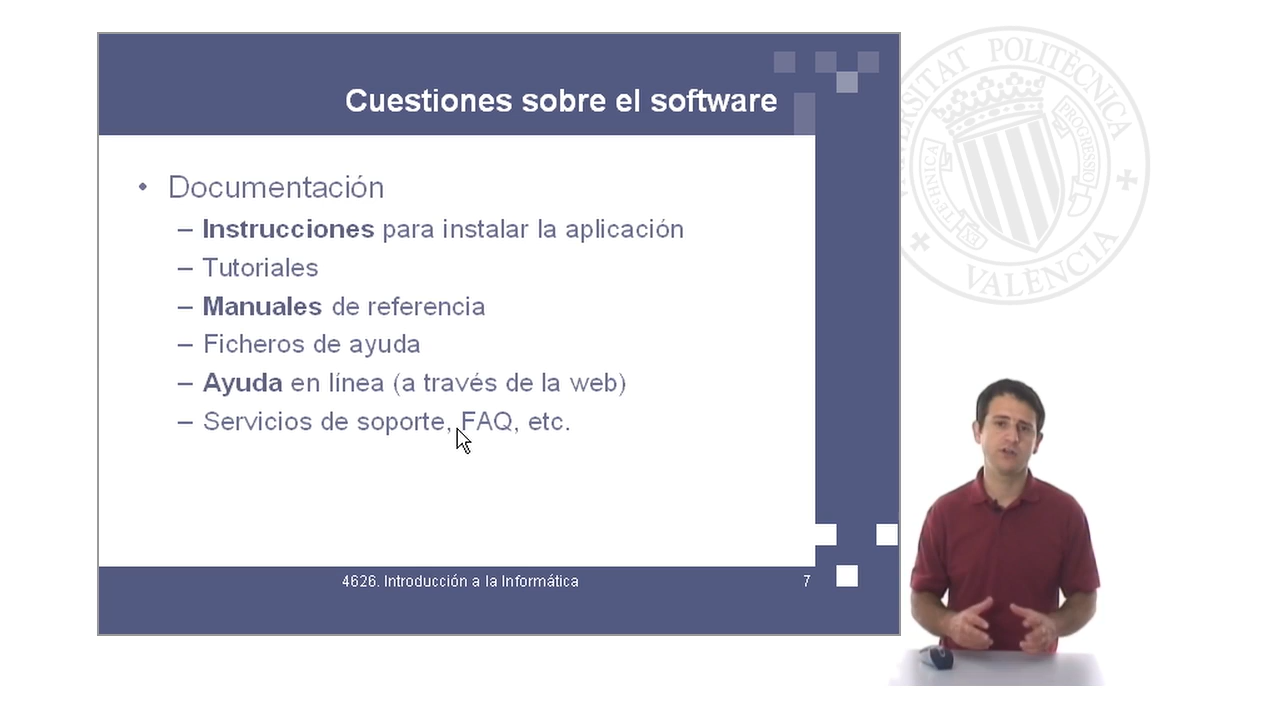 Cuestiones sobre el software
• Documentación
– Instrucciones para instalar la aplicación
– Tutoriales
– Manuales de referencia
– Ficheros de ayuda
– Ayuda en línea (a través de la web)
– Servicios de soporte, FAQ, etc.
4626. Introducción a la Informática
7
POLITÈCNICA
VALÈNCIA
PROGRESSIO